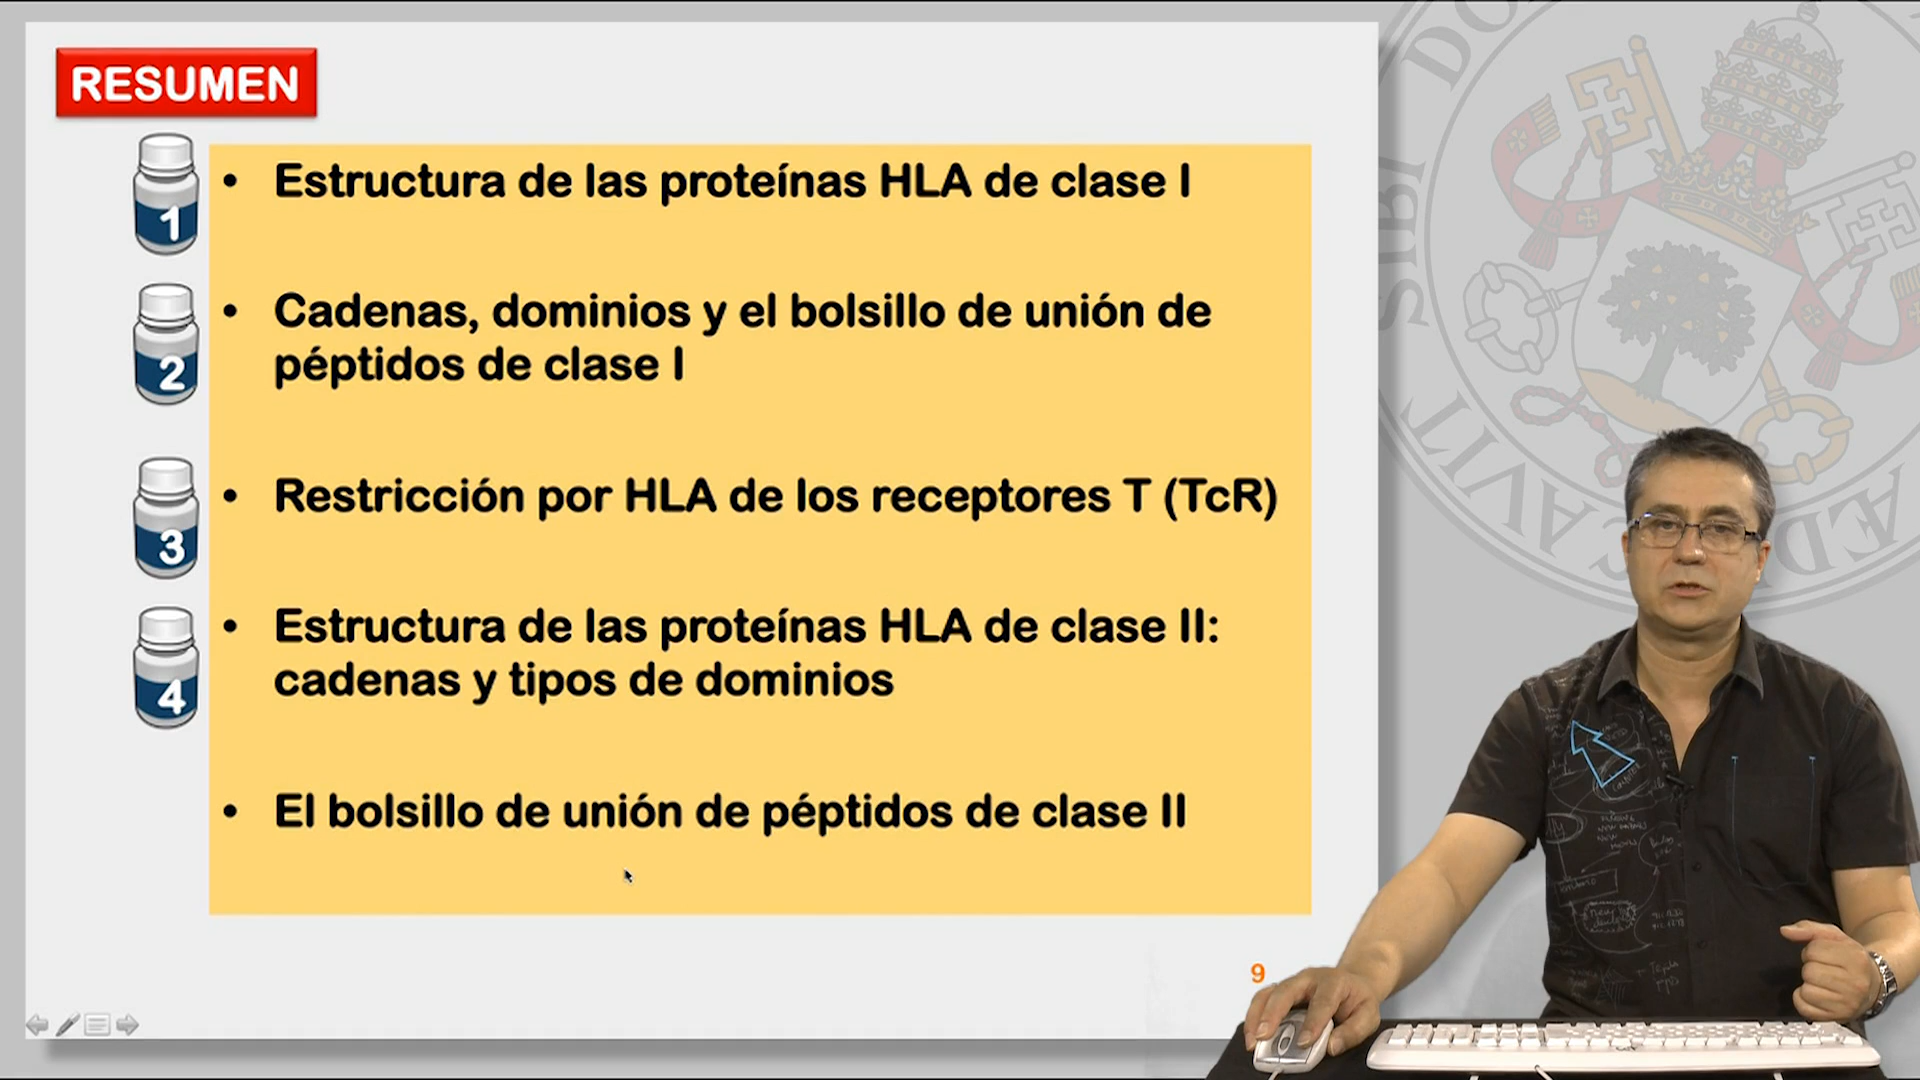 RESUMEN
1
• Estructura de las proteínas HLA de clase I
2
• Cadenas, dominios y el bolsillo de unión de
péptidos de clase I
3
• Restricción por HLA de los receptores T (TcR)
4
• Estructura de las proteínas HLA de clase II:
cadenas y tipos de dominios
• El bolsillo de unión de péptidos de clase II
9